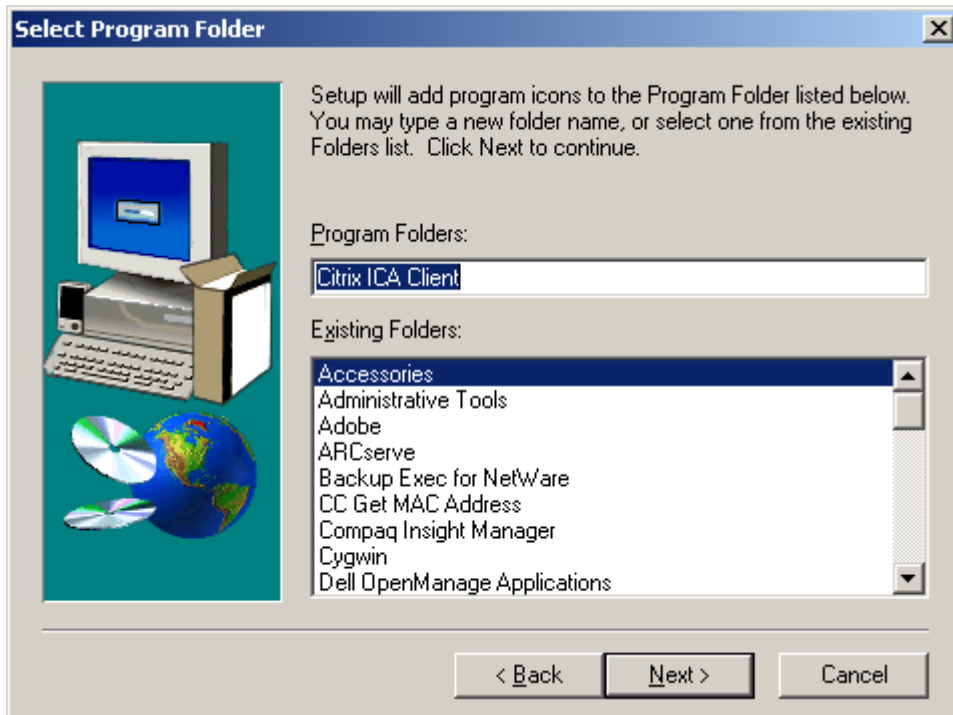 Select Program Folder
Setup will add program icons to the Program Folder listed below.
You may type a new folder name, or select one from the existing
Folders list.  Click Next to continue.
Program Folders:
Citrix ICA Client
Existing Folders:
Accessories
Administrative Tools
Adobe
ARCserve
Backup Exec for NetWare
CC Get MAC Address
Compaq Insight Manager
Cygwin
Dell OpenManage Applications
< Back
Next >
Cancel